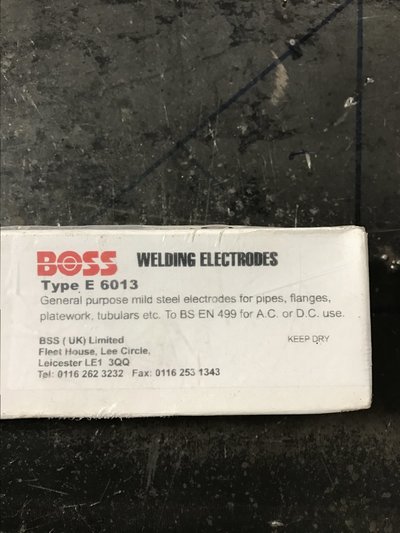 BOSS WELDING ELECTRODES
Type E 6013
General purpose mild steel electrodes for pipes, flanges,
platework, tubulars etc. To BS EN 499 for A.C. or D.C. use.
BSS ( UK) Limited KEEP DRY
Fleet House, Lee Circle,
Leicester LE1 3QQ
Tel: 0116 262 3232 Fax: 0116 253 1343